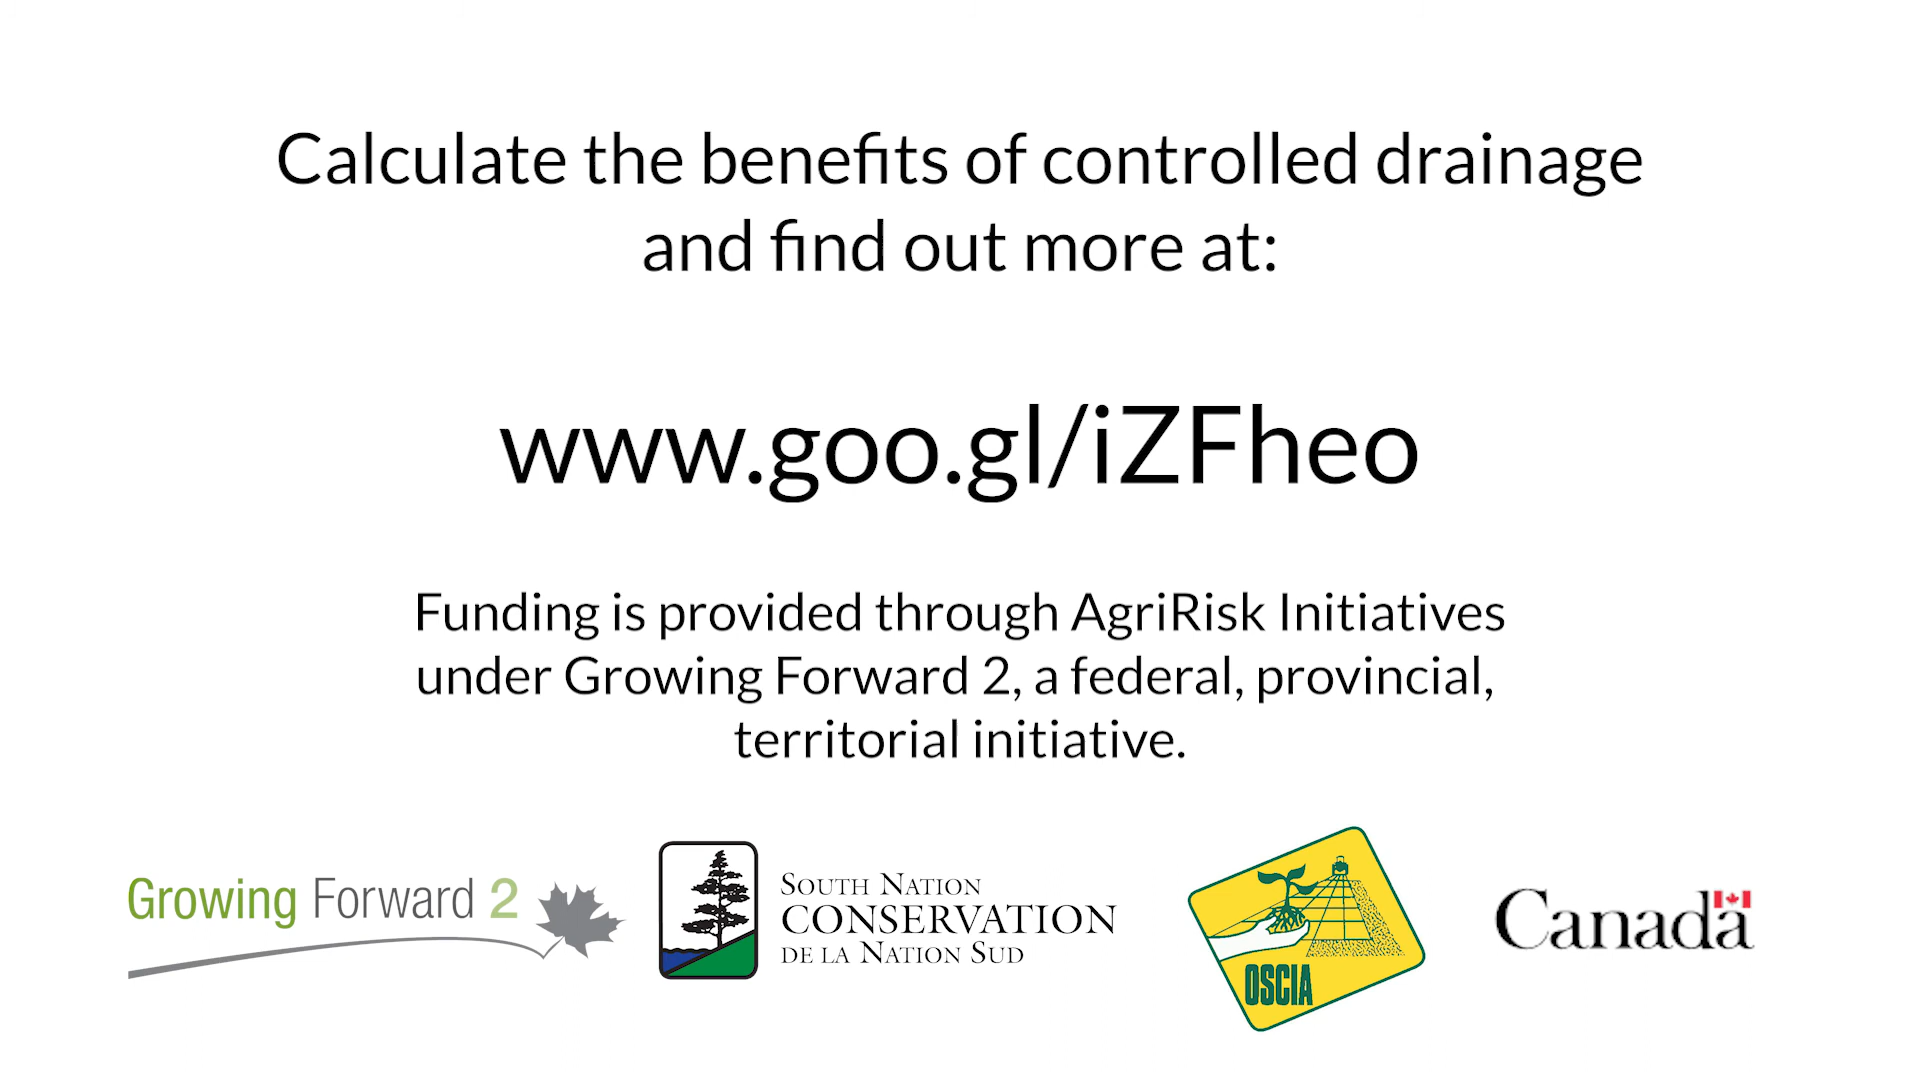 Calculate the benefits of controlled drainage
and find out more at:
www.goo.gl/iZFheo
Funding is provided through AgriRisk Initiatives
under Growing Forward 2, a federal, provincial,
territorial initiative.
Growing Forward 2
SOUTH NATION
CONSERVATION
DE LA NATION SUD
OSCIA
Canada